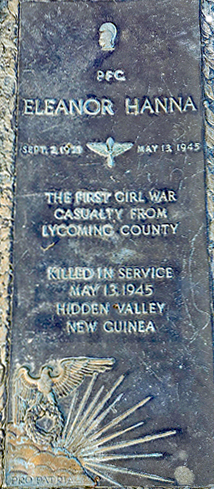 PFC
ELEANOR HANNA
SEPT. 2, 1923 MAY 13, 1945
THE FIRST GIRL WAR
CASUALTY FROM
LYCOMING COUNTY
KILLED IN SERVICE
MAY 13, 1945
HIDDEN VALLEY
NEW GUINEA
PRO PATRIA